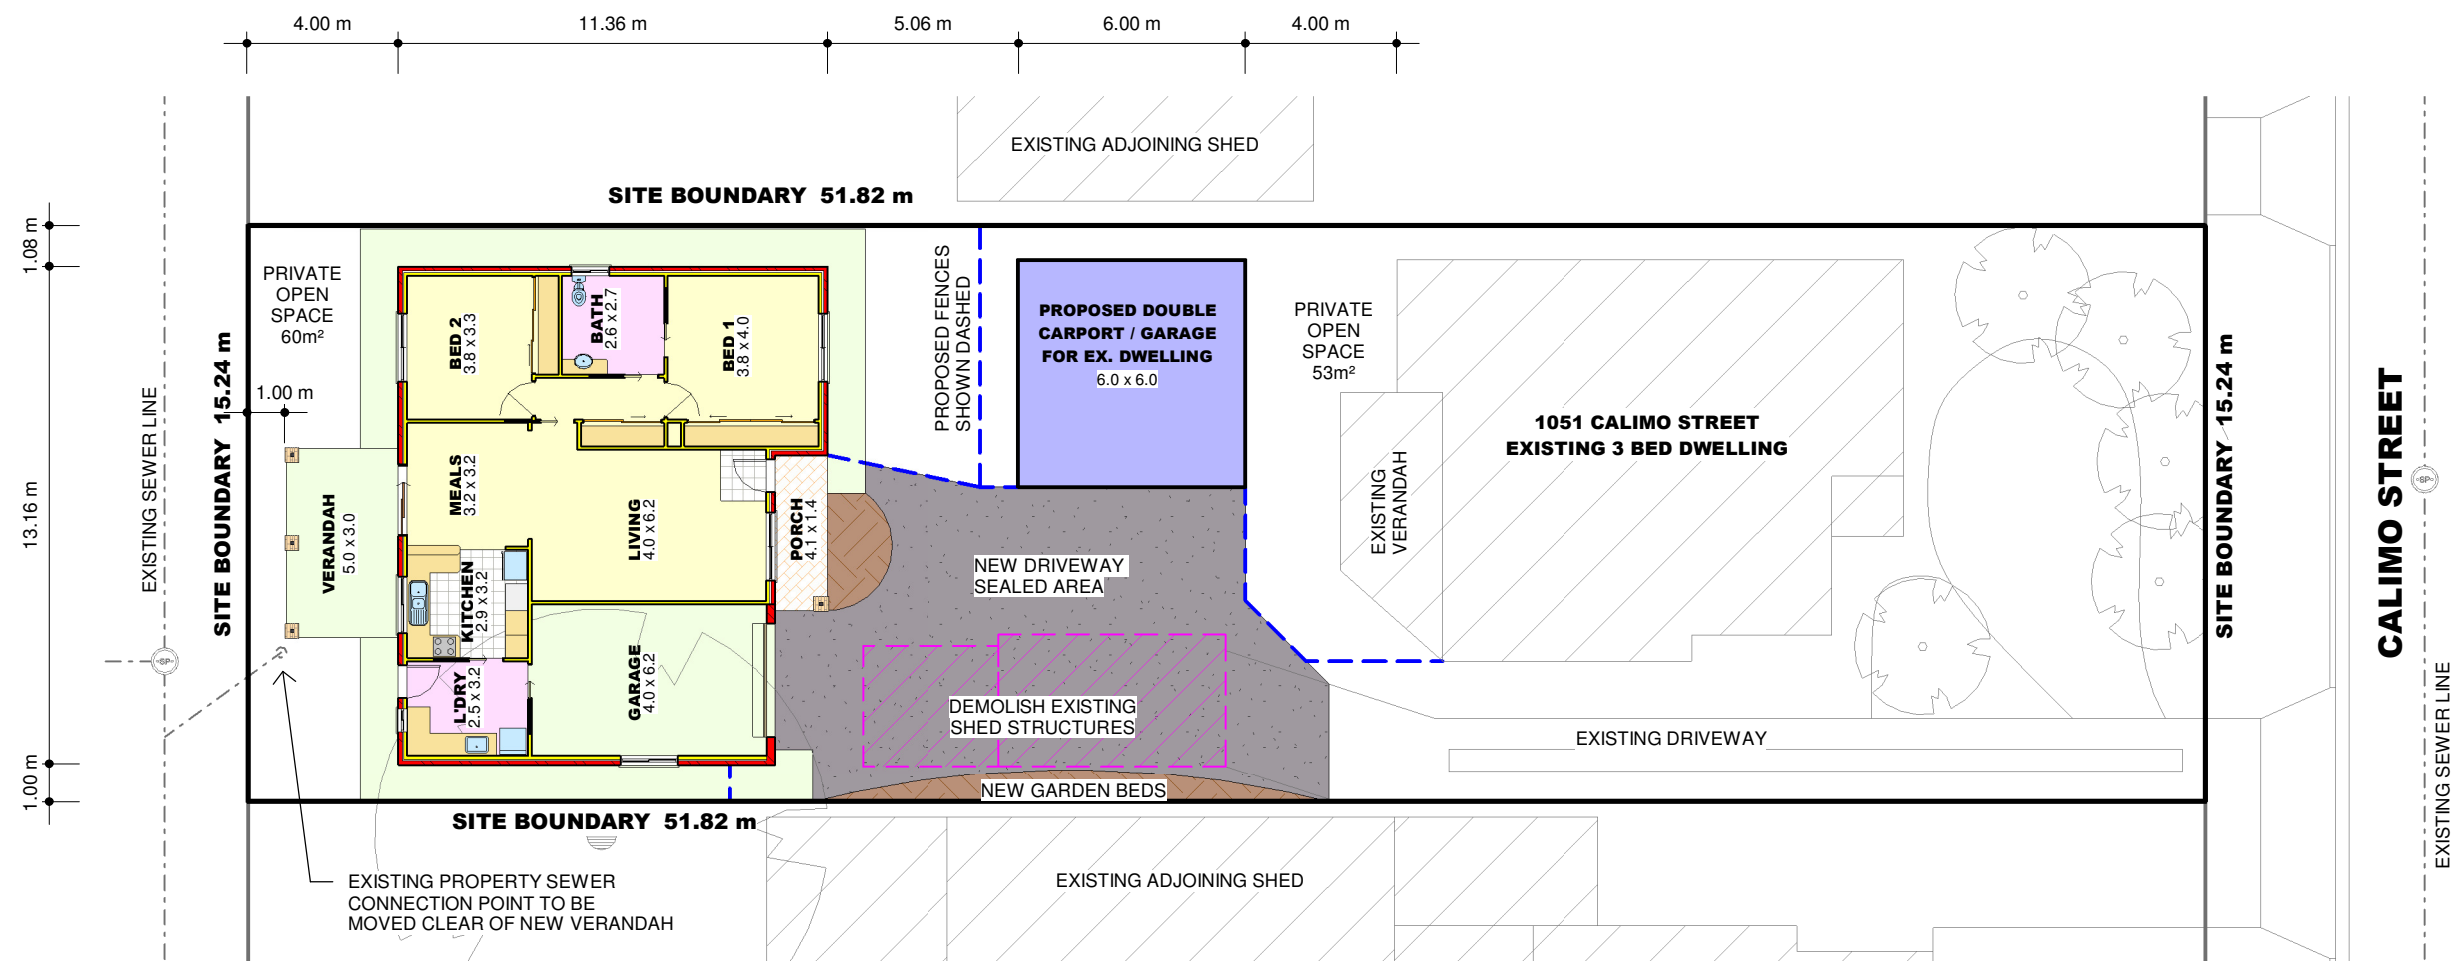 4.00 m
11.36 m
5.06 m
6.00 m
4.00 m
EXISTING ADJOINING SHED
SITE BOUNDARY 51.82 m
1.08 m
13.16 m
1.00 m
EXISTING SEWER LINE
SP
SITE BOUNDARY 15.24 m
PRIVATE
OPEN
SPACE
60m²
1.00 m
VERANDAH
5.0 x 3.0
BED 2
3.8 x 3.3
BATH
2.6 x 2.7
BED 1
3.8 x 4.0
MEALS
3.2 x 3.2
LIVING
4.0 x 6.2
PORCH
4.1 x 1.4
KITCHEN
2.9 x 3.2
L'DRY
2.5 x 3.2
GARAGE
4.0 x 6.2
PROPOSED FENCES
SHOWN DASHED
PROPOSED DOUBLE
CARPORT / GARAGE
FOR EX. DWELLING
6.0 x 6.0
PRIVATE
OPEN
SPACE
53m²
EXISTING
VERANDAH
1051 CALIMO STREET
EXISTING 3 BED DWELLING
NEW DRIVEWAY
SEALED AREA
DEMOLISH EXISTING
SHED STRUCTURES
NEW GARDEN BEDS
EXISTING DRIVEWAY
SITE BOUNDARY 15.24 m
CALIMO STREET
SP
EXISTING SEWER LINE
SITE BOUNDARY 51.82 m
EXISTING PROPERTY SEWER
CONNECTION POINT TO BE
MOVED CLEAR OF NEW VERANDAH
EXISTING ADJOINING SHED